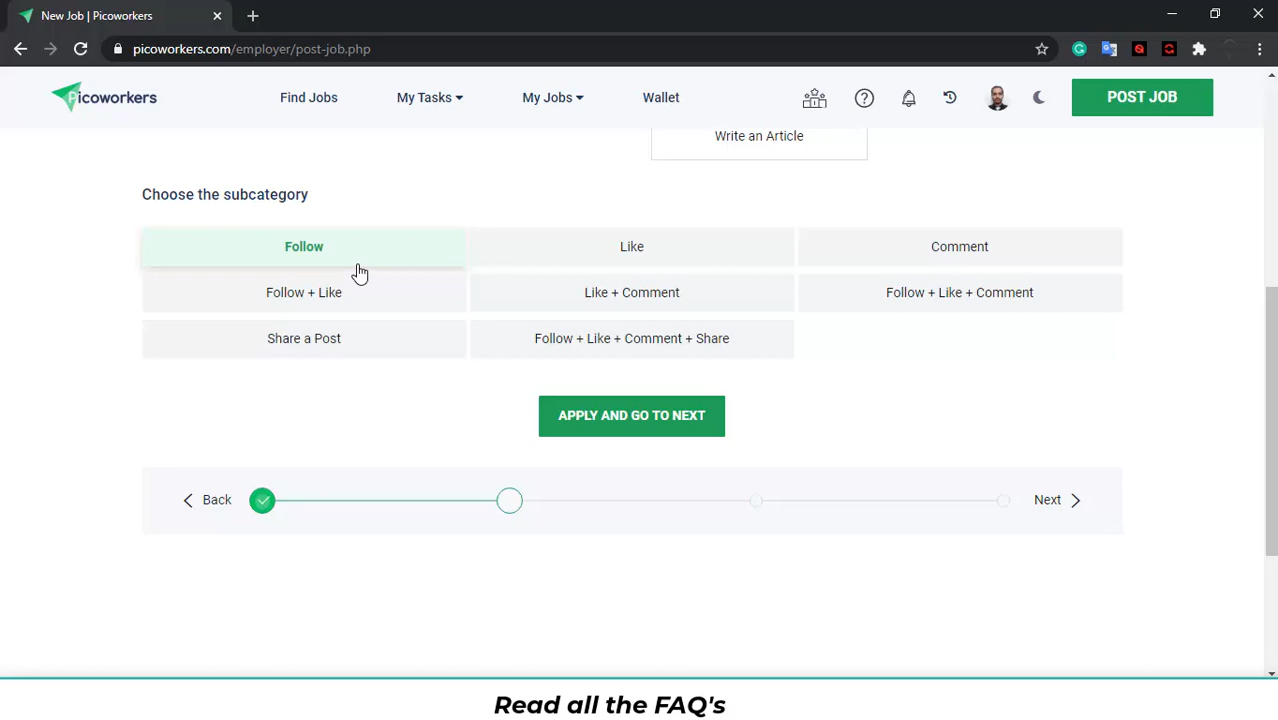 New Job | Picoworkers
picoworkers.com/employer/post-job.php
Picoworkers
Find Jobs
My Tasks
My Jobs
Wallet
POST JOB
Write an Article
Choose the subcategory
Follow
Like
Comment
Follow + Like
Like + Comment
Follow + Like + Comment
Share a Post
Follow + Like + Comment + Share
APPLY AND GO TO NEXT
Back
Next
Read all the FAQ's